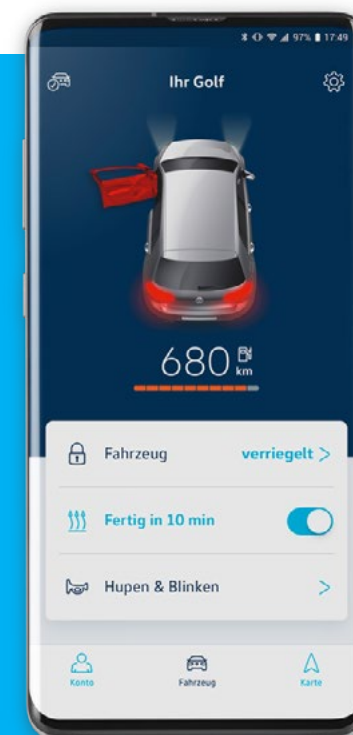 97% 17:49
Ihr Golf
680 km
Fahrzeug verriegelt >
Fertig in 10 min
Hupen & Blinken >
Konto Fahrzeug Karte